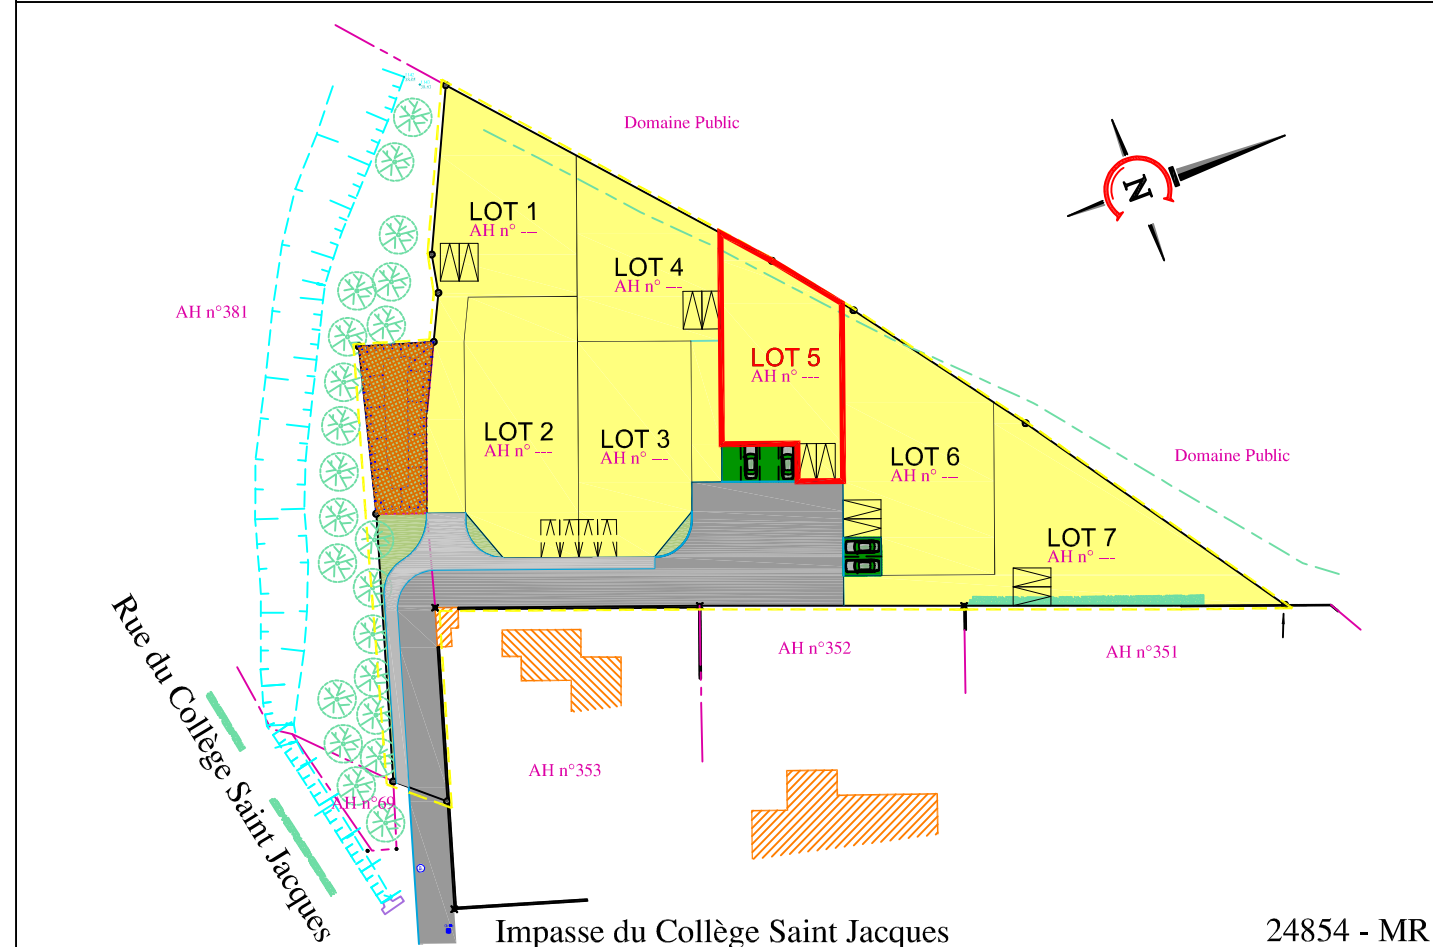 Domaine Public
N
LOT 1
AH n° ---
LOT 4
AH n° ---
AH n°381
LOT 5
AH n° ---
LOT 2
AH n° ---
LOT 3
AH n° ---
LOT 6
AH n° ---
Domaine Public
LOT 7
AH n° ---
AH n°352
AH n°351
Rue du Collège Saint Jacques
AH n°353
AH n°69
Impasse du Collège Saint Jacques
24854 - MR